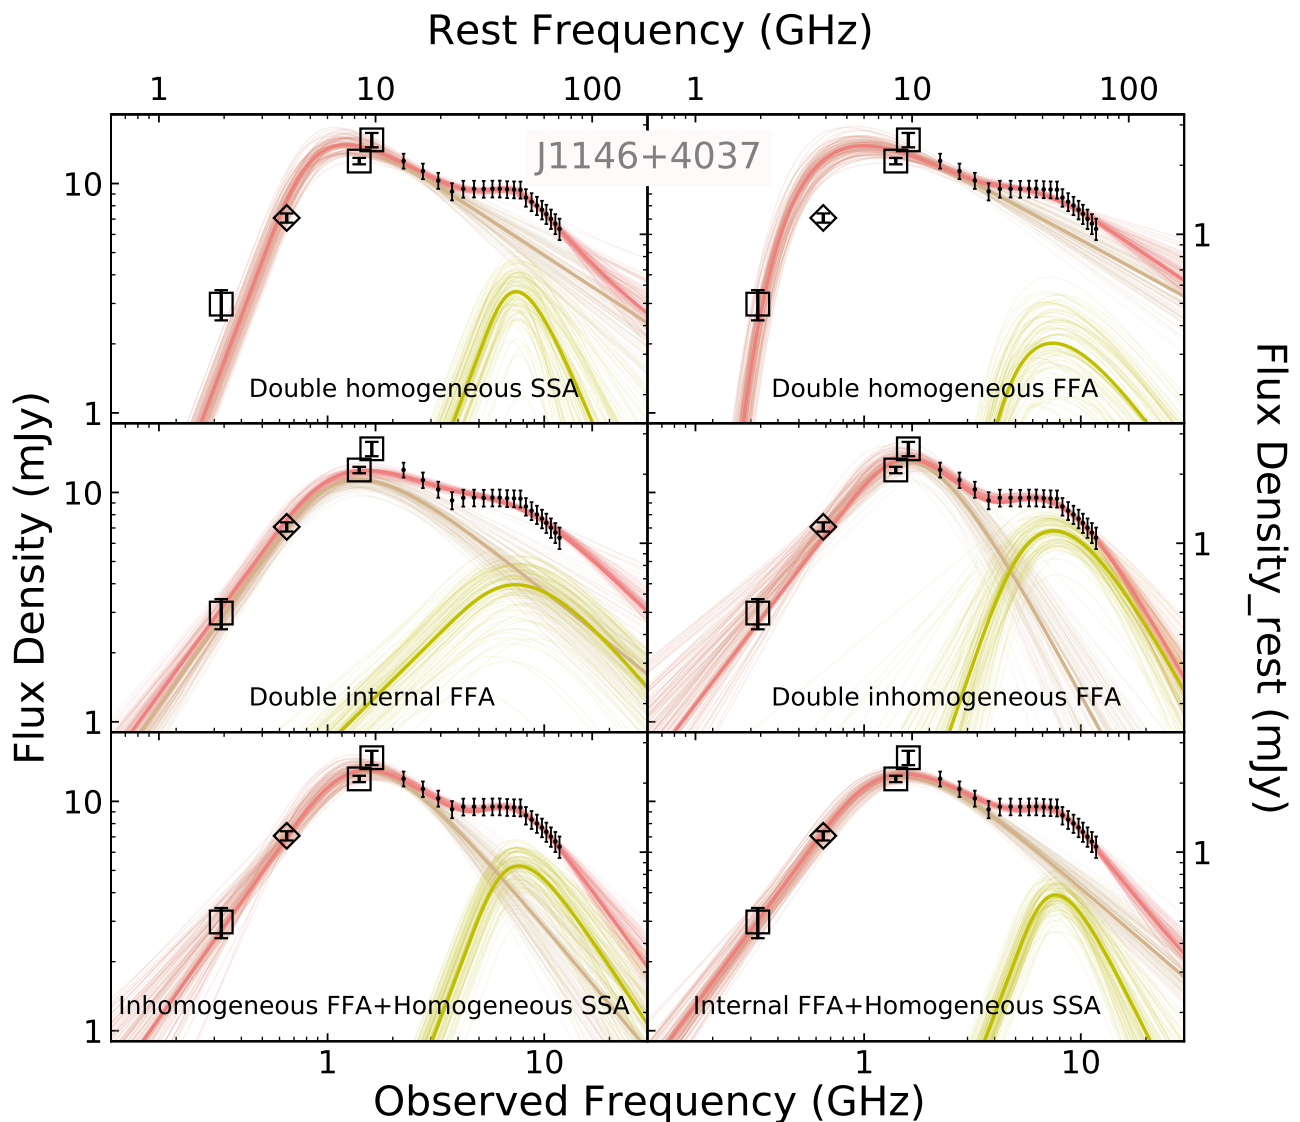 Rest Frequency (GHz)
1 10 100 1 10 100
J1146+4037
10
1
1
Double homogeneous SSA
Double homogeneous FFA
Flux Density (mJy)
Flux Density_rest (mJy)
10
1
1
Double internal FFA
Double inhomogeneous FFA
10
1
1
Inhomogeneous FFA+Homogeneous SSA
Internal FFA+Homogeneous SSA
1 10 1 10
Observed Frequency (GHz)